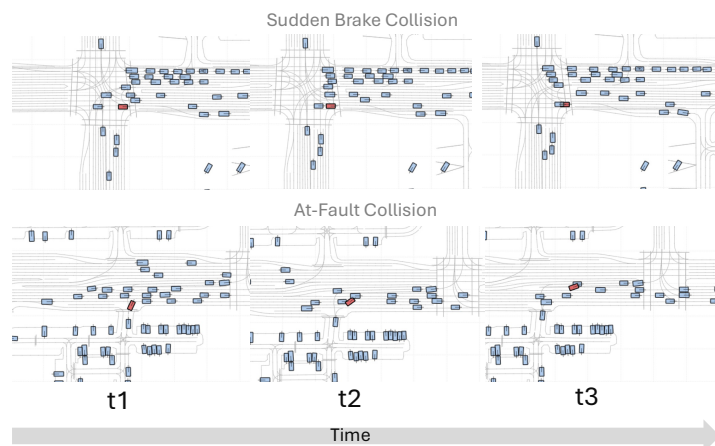 Sudden Brake Collision
At-Fault Collision
t1
t2
t3
Time